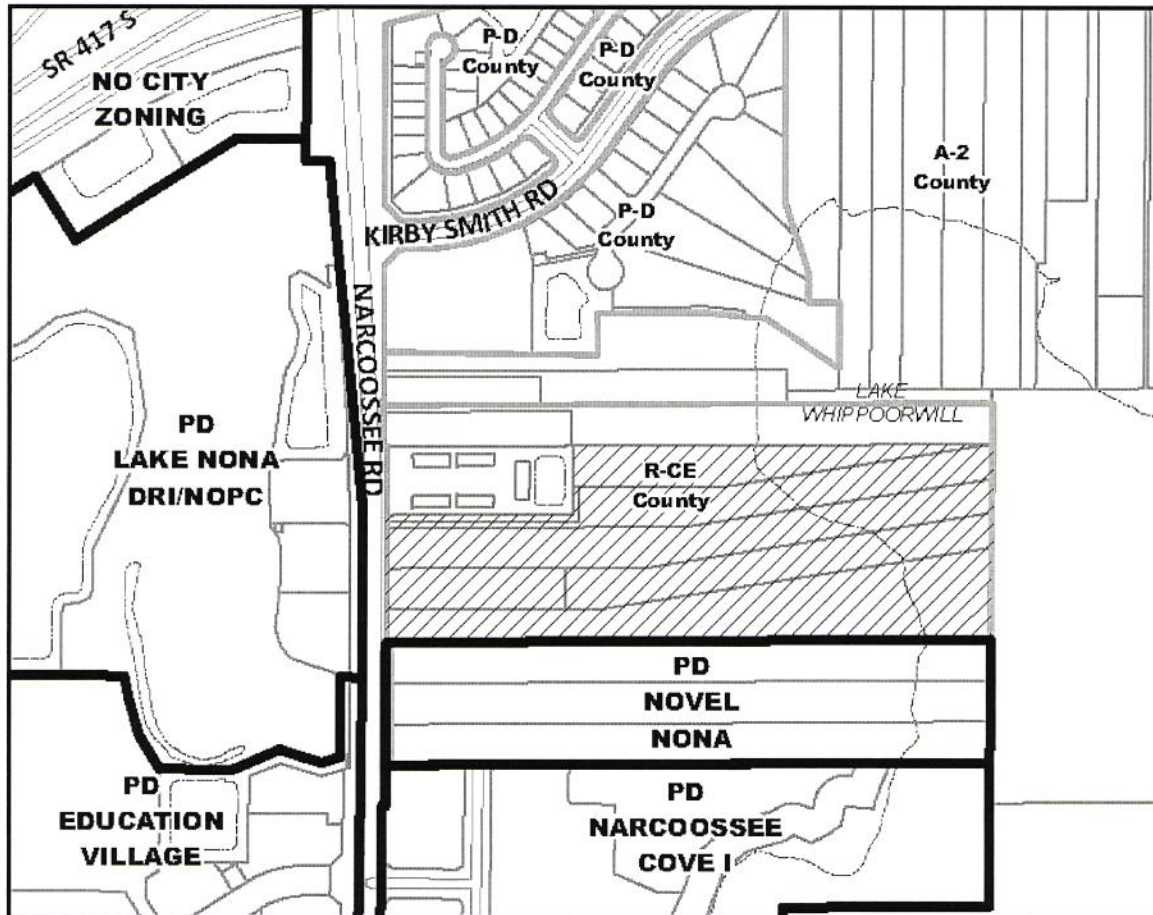 SR 417 S
NO CITY
ZONING
P-D
County
P-D
County
A-2
County
P-D
County
KIRBY SMITH RD
NARCOOSSEE RD
LAKE
WHIPPOORWILL
PD
LAKE NONA
DRI/NOPC
R-CE
County
PD
NOVEL
NONA
PD
EDUCATION
VILLAGE
PD
NARCOOSSEE
COVE I